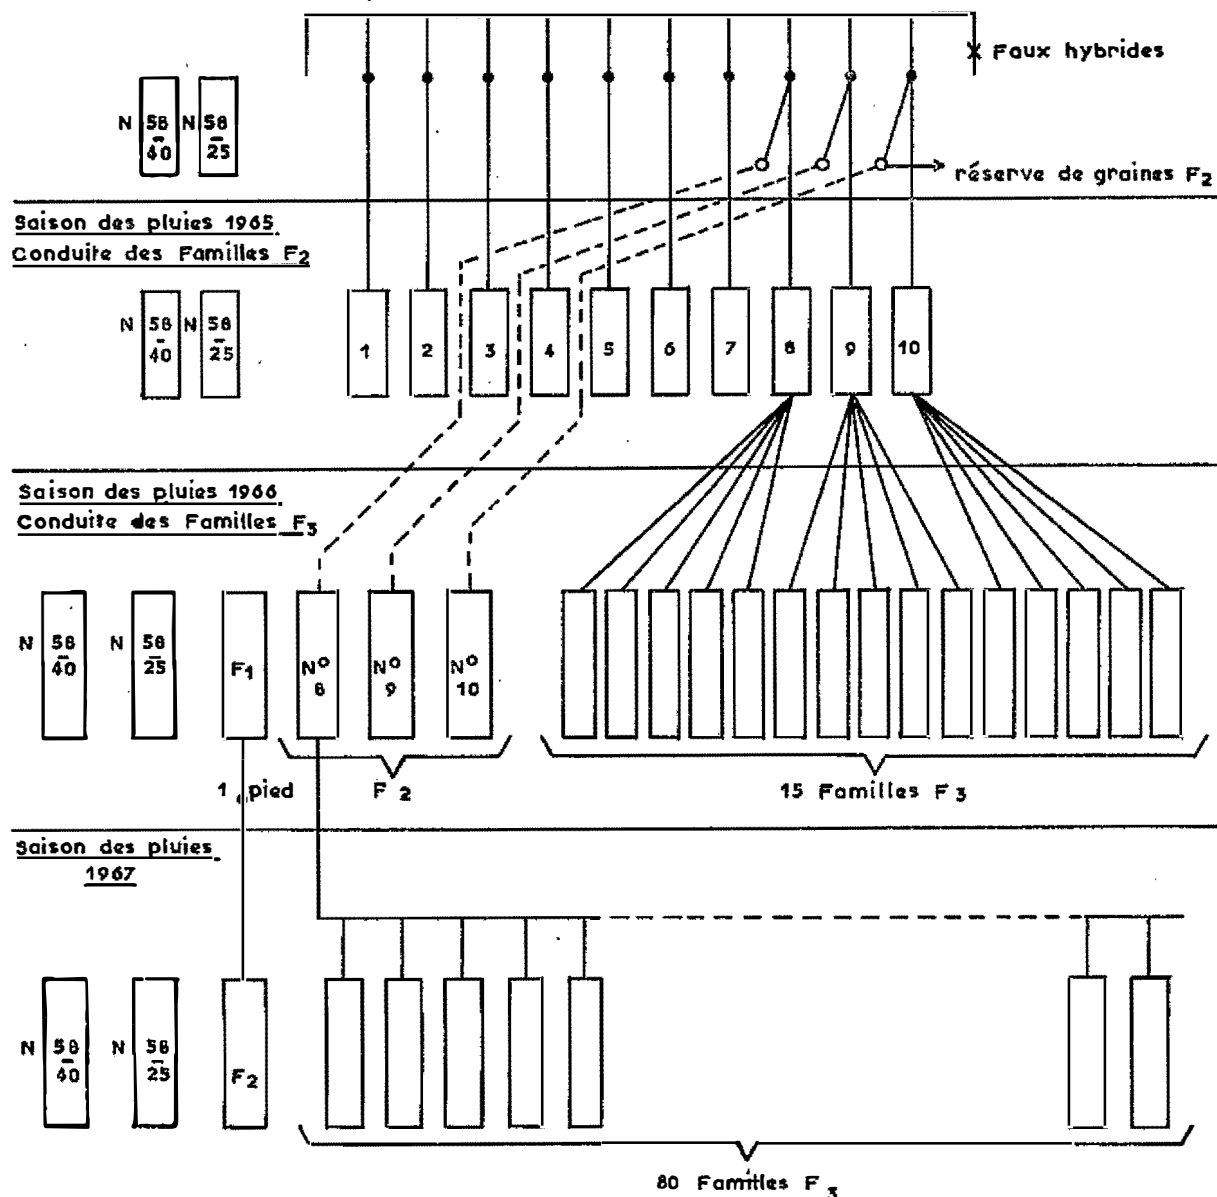 Faux hybrides
N 58-40 N 58-25
réserve de graines F2
Saison des pluies 1965
Conduite des Familles F2
N 58-40 N 58-25
1 2 3 4 5 6 7 8 9 10
Saison des pluies 1966
Conduite des Familles F3
N 58-40 N 58-25 F1 N° 8 N° 9 N° 10
1 pied F2 15 Familles F3
Saison des pluies
1967
N 58-40 N 58-25 F2
80 Familles F3